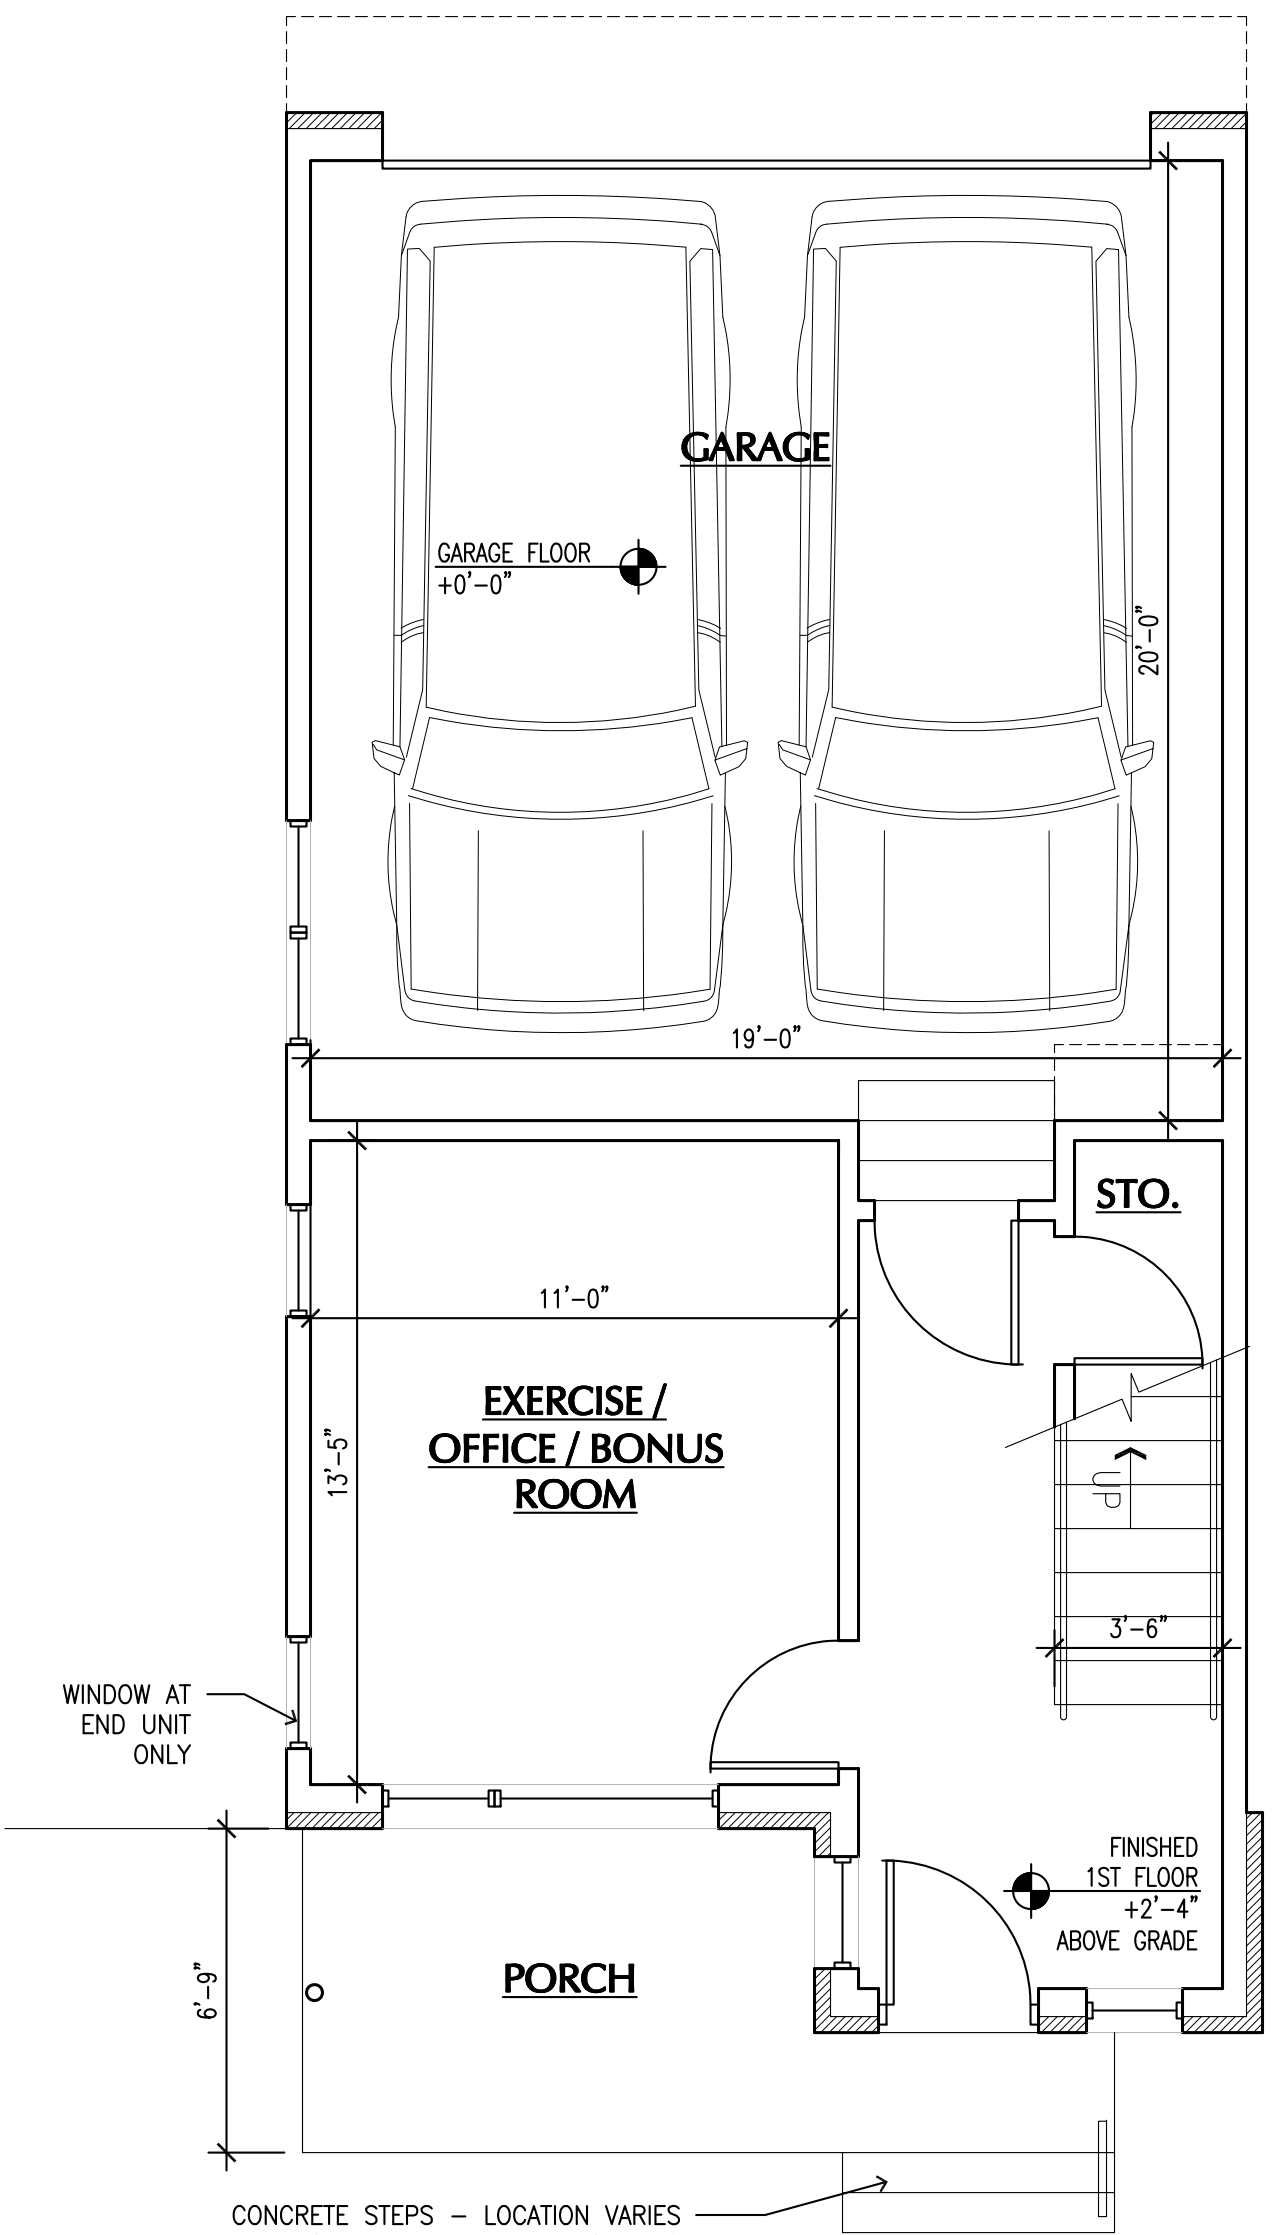 GARAGE
GARAGE FLOOR
+0'-0"
20'-0"
19'-0"
STO.
11'-0"
EXERCISE /
OFFICE / BONUS
ROOM
13'-5"
UP
3'-6"
WINDOW AT
END UNIT
ONLY
FINISHED
1ST FLOOR
+2'-4"
ABOVE GRADE
PORCH
6'-9"
CONCRETE STEPS – LOCATION VARIES